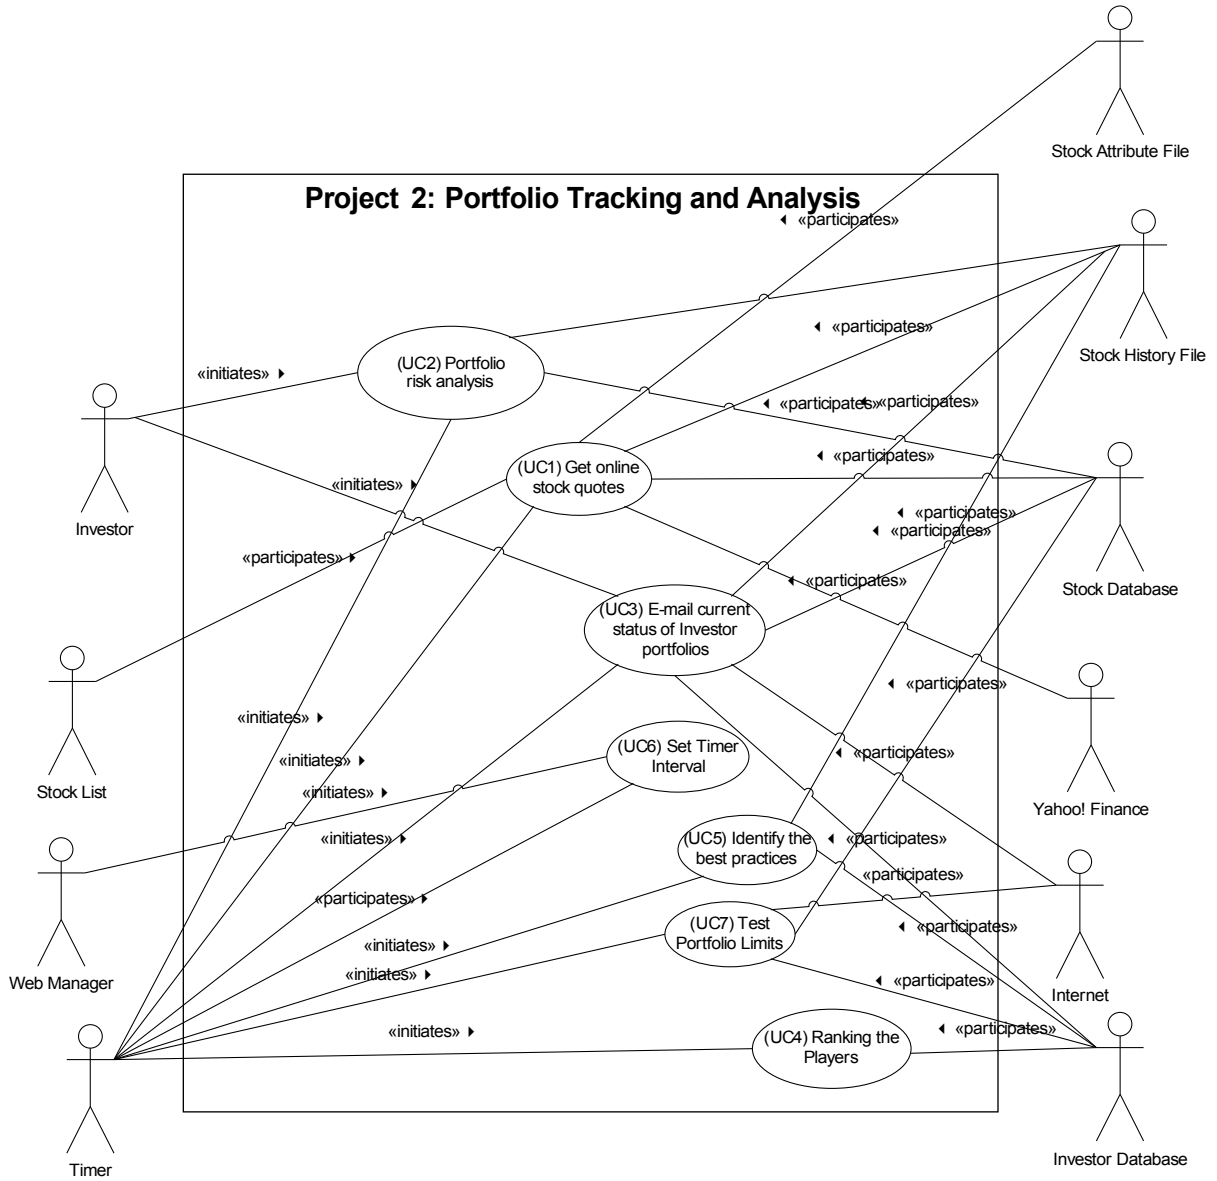 Stock Attribute File
Project 2: Portfolio Tracking and Analysis
«participates»
«participates»
Stock History File
(UC2) Portfolio
risk analysis
«initiates»
«participates»
«participates»
Investor
(UC1) Get online
stock quotes
«participates»
«initiates»
«participates»
«participates»
«participates»
«participates»
Stock Database
(UC3) E-mail current
status of Investor
portfolios
Stock List
«participates»
«initiates»
(UC6) Set Timer
Interval
«participates»
«initiates»
«initiates»
Yahoo! Finance
«initiates»
(UC5) Identify the
best practices
«participates»
«participates»
«participates»
(UC7) Test
Portfolio Limits
«participates»
«initiates»
«initiates»
Web Manager
«participates»
Internet
«initiates»
(UC4) Ranking the
Players
«participates»
Timer
Investor Database